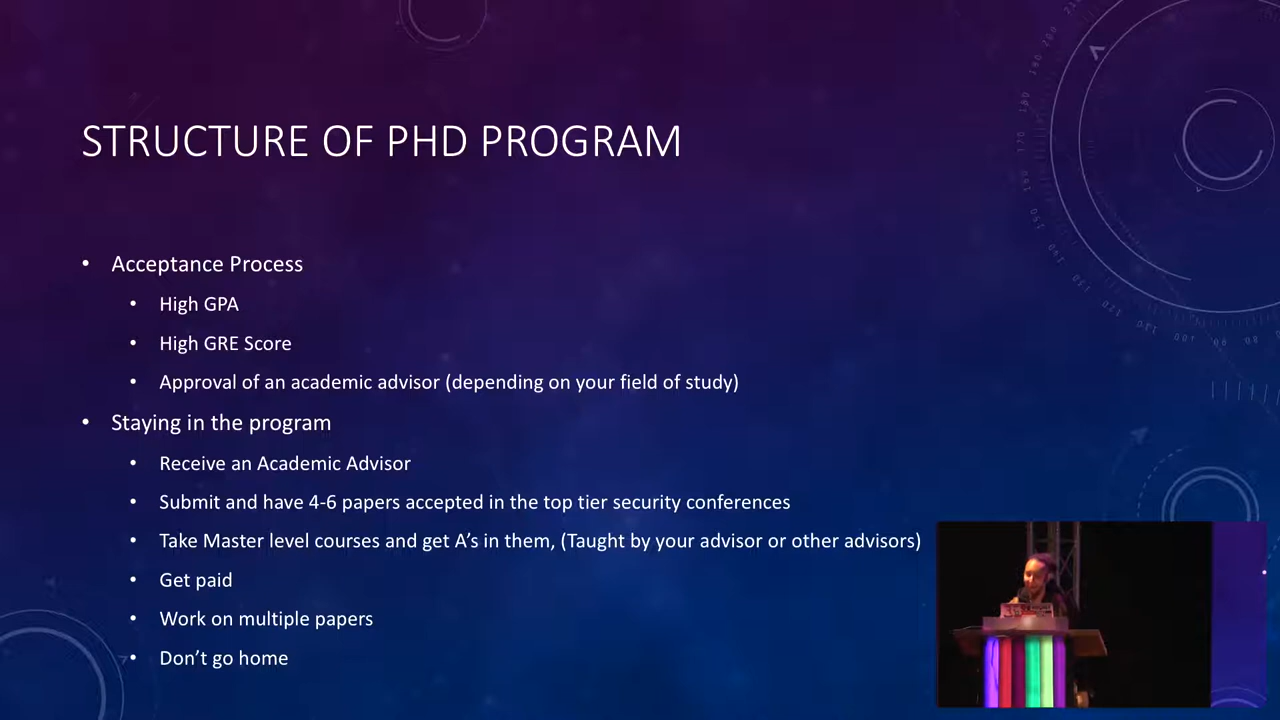 STRUCTURE OF PHD PROGRAM
• Acceptance Process
• High GPA
• High GRE Score
• Approval of an academic advisor (depending on your field of study)
• Staying in the program
• Receive an Academic Advisor
• Submit and have 4-6 papers accepted in the top tier security conferences
• Take Master level courses and get A’s in them, (Taught by your advisor or other advisors)
• Get paid
• Work on multiple papers
• Don’t go home